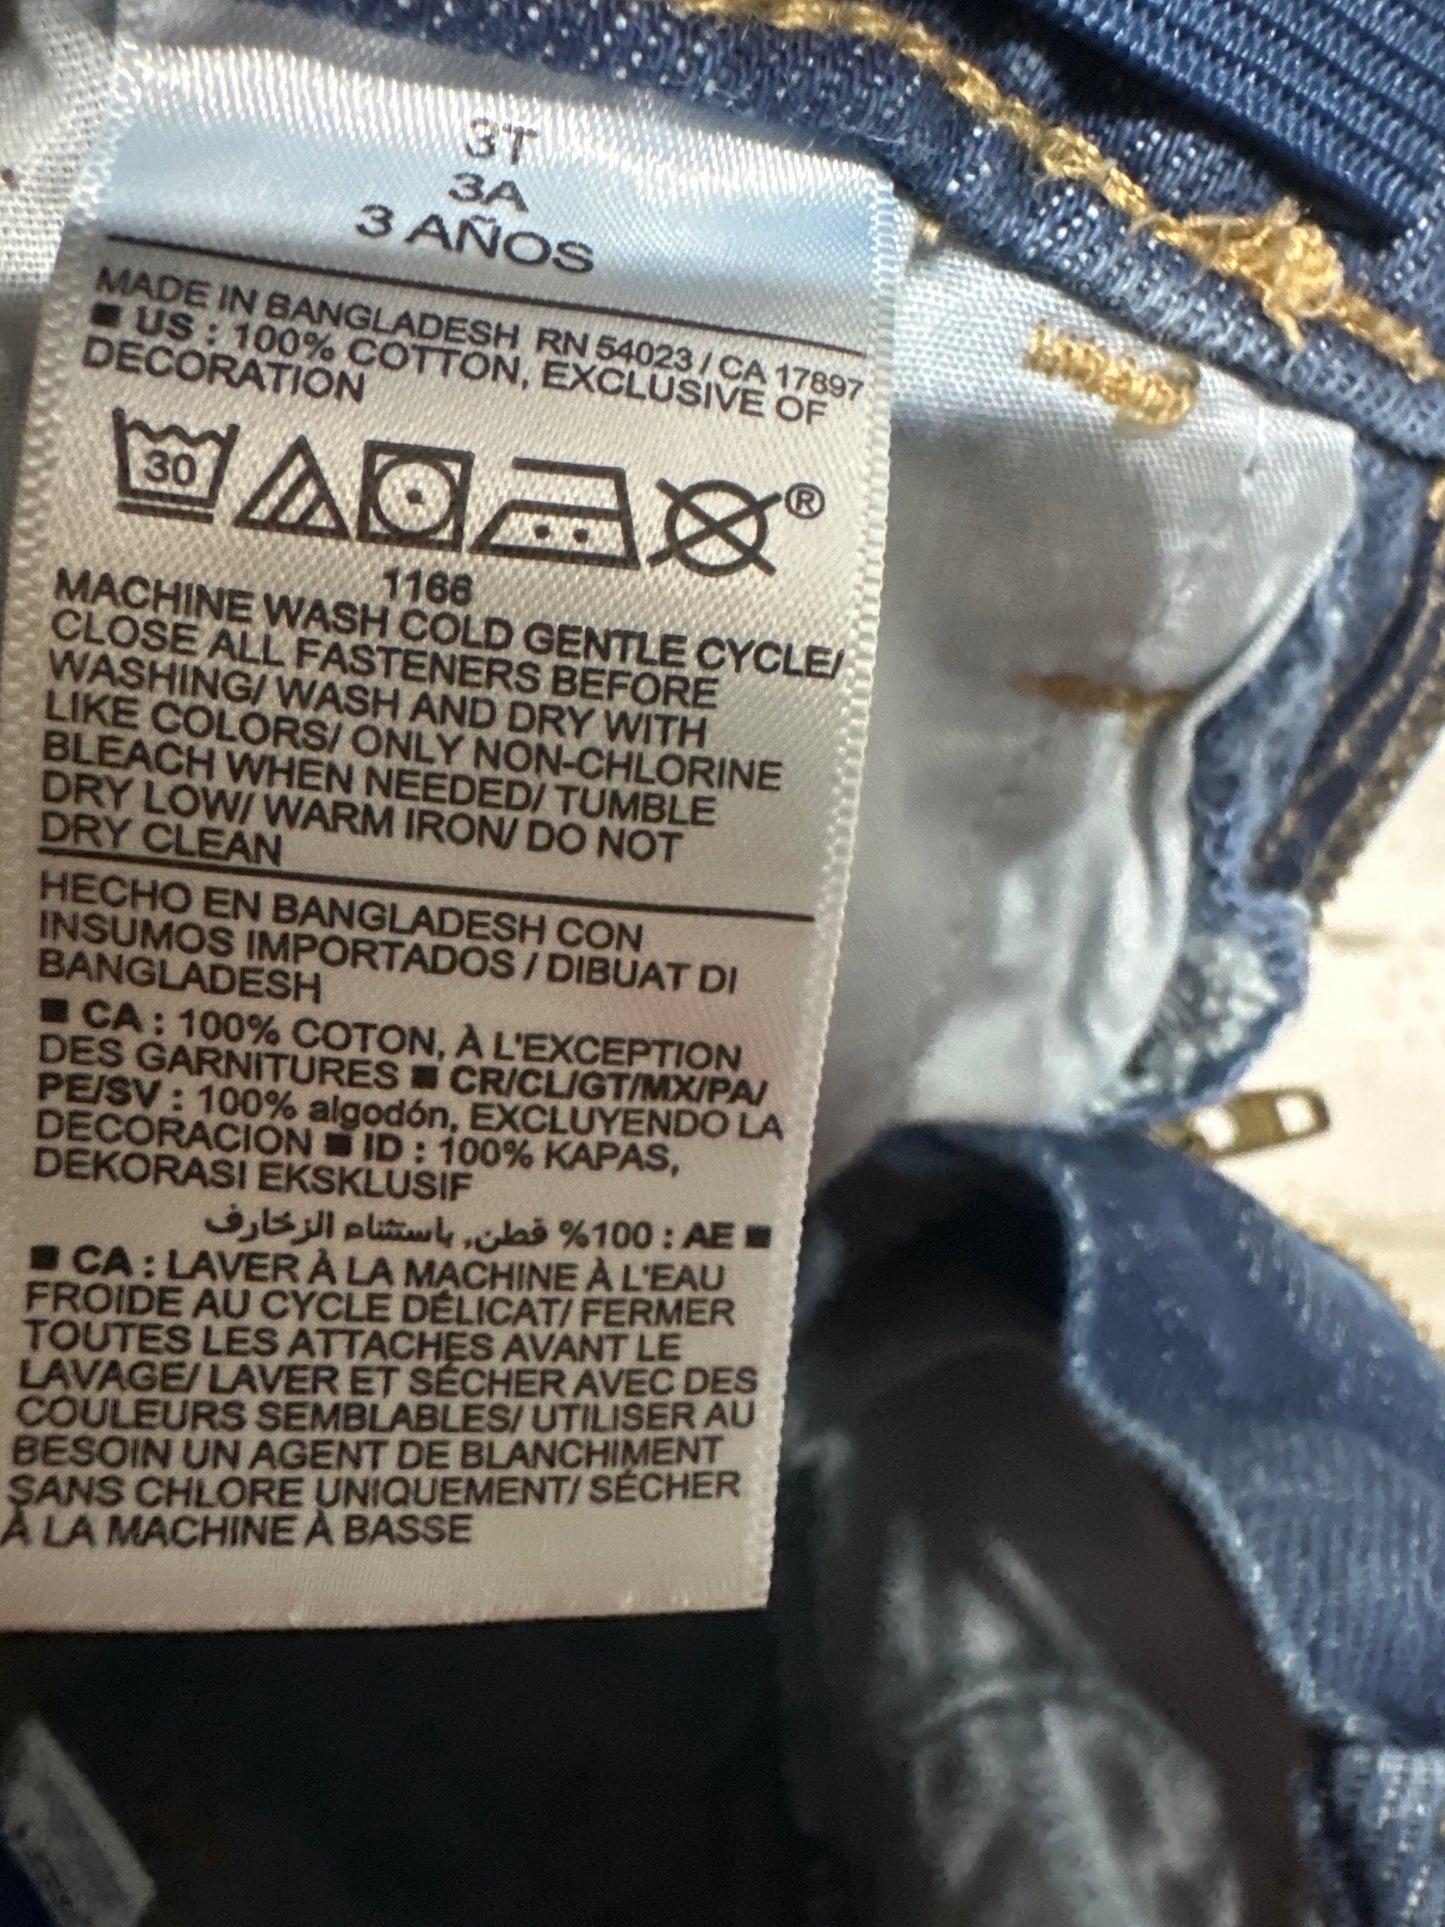 3T
3A
3 AÑOS
MADE IN BANGLADESH RN 54023 / CA 17897
■ US : 100% COTTON, EXCLUSIVE OF
DECORATION
30
®
1166
MACHINE WASH COLD GENTLE CYCLE/
CLOSE ALL FASTENERS BEFORE
WASHING/ WASH AND DRY WITH
LIKE COLORS/ ONLY NON-CHLORINE
BLEACH WHEN NEEDED/ TUMBLE
DRY LOW/ WARM IRON/ DO NOT
DRY CLEAN
HECHO EN BANGLADESH CON
INSUMOS IMPORTADOS / DIBUAT DI
BANGLADESH
■ CA : 100% COTON, À L'EXCEPTION
DES GARNITURES ■ CR/CL/GT/MX/PA/
PE/SV : 100% algodón, EXCLUYENDO LA
DECORACION ■ ID : 100% KAPAS,
DEKORASI EKSKLUSIF
■ AE : 100% قطن, باستثناء الزخارف
■ CA : LAVER À LA MACHINE À L'EAU
FROIDE AU CYCLE DÉLICAT/ FERMER
TOUTES LES ATTACHES AVANT LE
LAVAGE/ LAVER ET SÉCHER AVEC DES
COULEURS SEMBLABLES/ UTILISER AU
BESOIN UN AGENT DE BLANCHIMENT
SANS CHLORE UNIQUEMENT/ SÉCHER
À LA MACHINE À BASSE